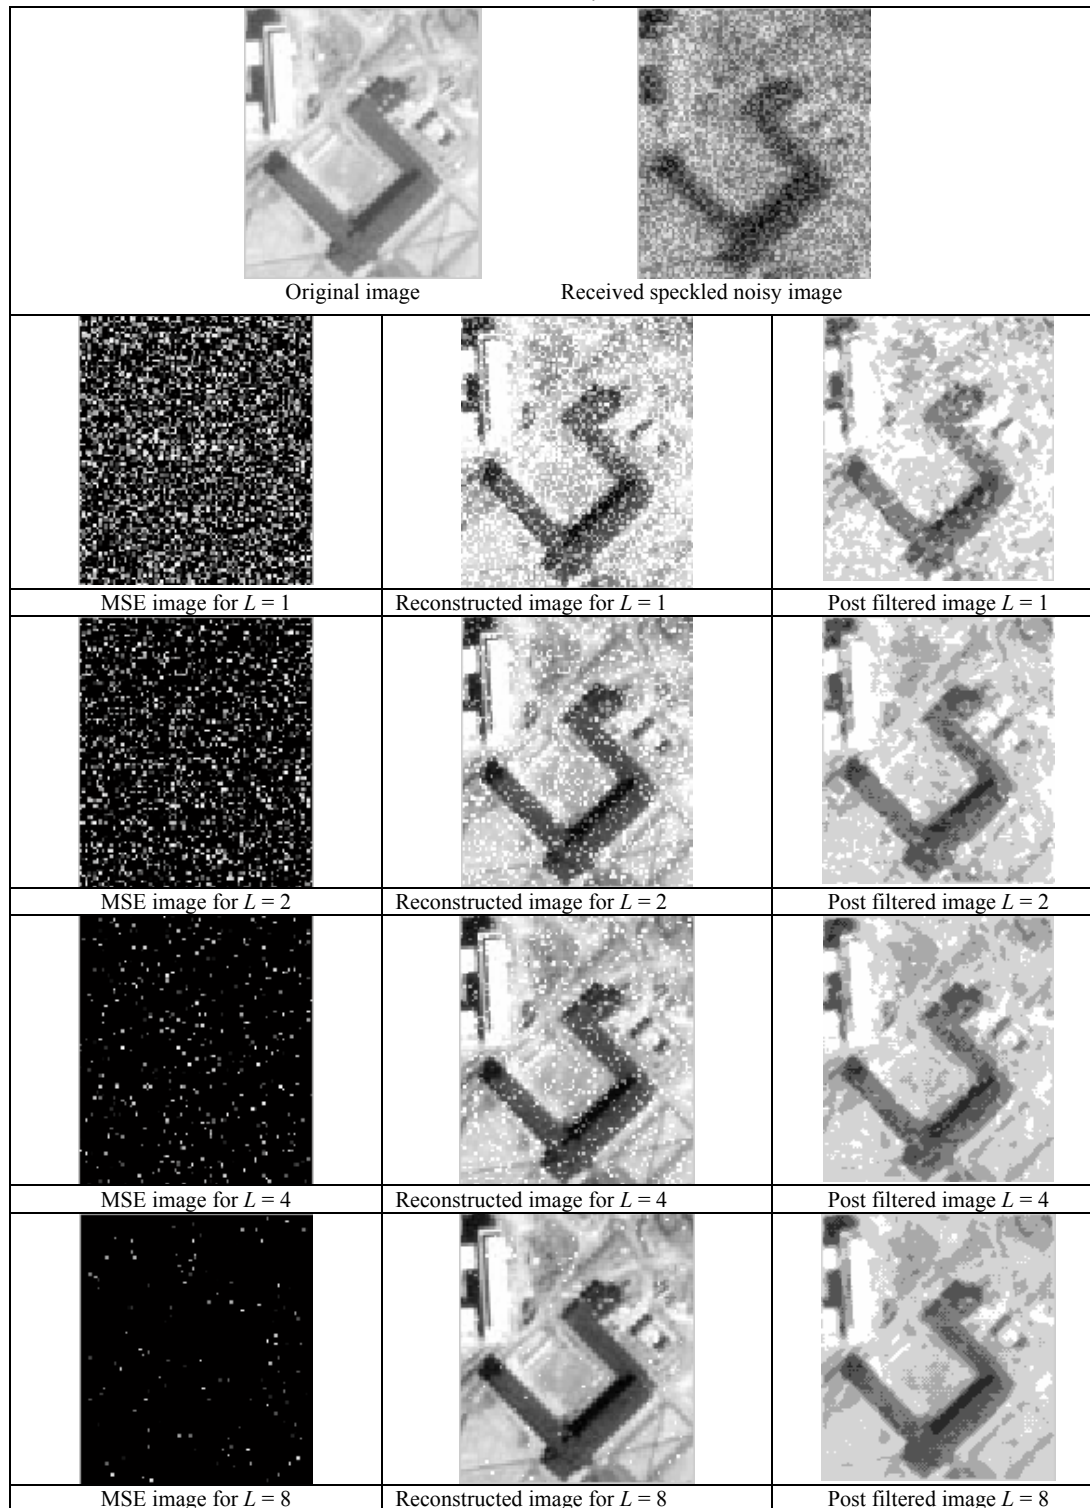 Original image
Received speckled noisy image
MSE image for L = 1
Reconstructed image for L = 1
Post filtered image L = 1
MSE image for L = 2
Reconstructed image for L = 2
Post filtered image L = 2
MSE image for L = 4
Reconstructed image for L = 4
Post filtered image L = 4
MSE image for L = 8
Reconstructed image for L = 8
Post filtered image L = 8